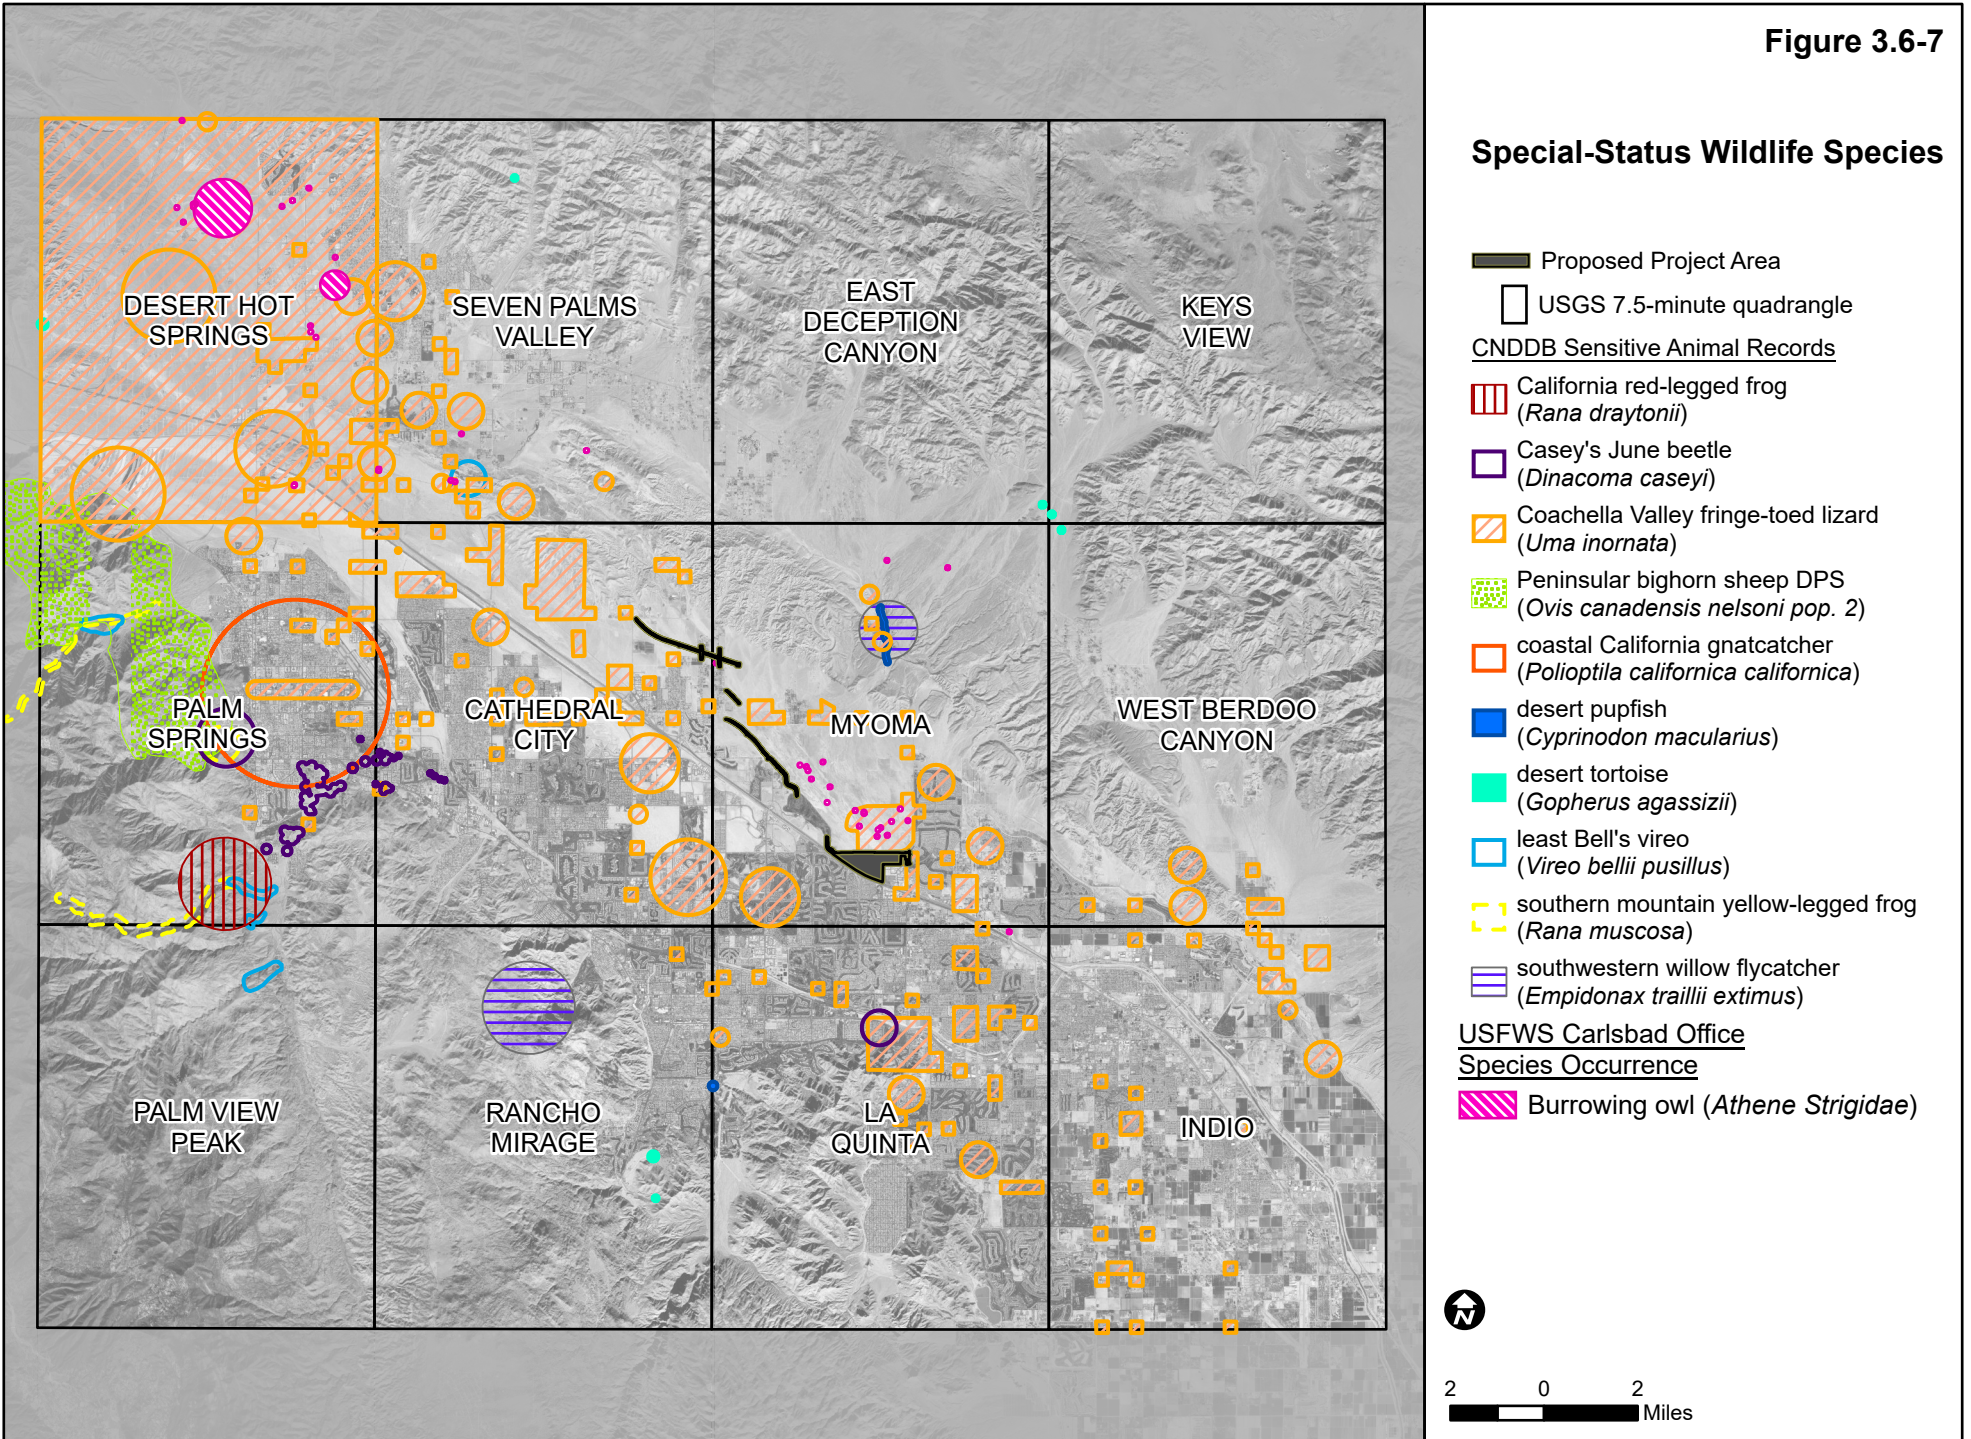 Figure 3.6-7
Special-Status Wildlife Species
Proposed Project Area
USGS 7.5-minute quadrangle
CNDDB Sensitive Animal Records
California red-legged frog
(Rana draytonii)
Casey's June beetle
(Dinacoma caseyi)
Coachella Valley fringe-toed lizard
(Uma inornata)
Peninsular bighorn sheep DPS
(Ovis canadensis nelsoni pop. 2)
coastal California gnatcatcher
(Polioptila californica californica)
desert pupfish
(Cyprinodon macularius)
desert tortoise
(Gopherus agassizii)
least Bell's vireo
(Vireo bellii pusillus)
southern mountain yellow-legged frog
(Rana muscosa)
southwestern willow flycatcher
(Empidonax traillii extimus)
USFWS Carlsbad Office
Species Occurrence
Burrowing owl (Athene Strigidae)
N
2 0 2
Miles
DESERT HOT
SPRINGS
SEVEN PALMS
VALLEY
EAST
DECEPTION
CANYON
KEYS
VIEW
PALM
SPRINGS
CATHEDRAL
CITY
MYOMA
WEST BERDOO
CANYON
PALM VIEW
PEAK
RANCHO
MIRAGE
LA
QUINTA
INDIO